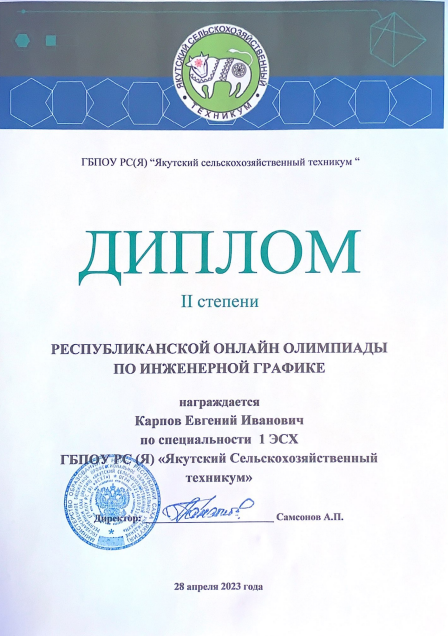 ЯКУТСКИЙ СЕЛЬСКОХОЗЯЙСТВЕННЫЙ
ТЕХНИКУМ
ГБПОУ РС(Я) “Якутский сельскохозяйственный техникум “
ДИПЛОМ
II степени
РЕСПУБЛИКАНСКОЙ ОНЛАЙН ОЛИМПИАДЫ
ПО ИНЖЕНЕРНОЙ ГРАФИКЕ
награждается
Карпов Евгений Иванович
по специальности 1 ЭСХ
ГБПОУ РС (Я) «Якутский Сельскохозяйственный
техникум»
Директор: Самсонов А.П.
28 апреля 2023 года